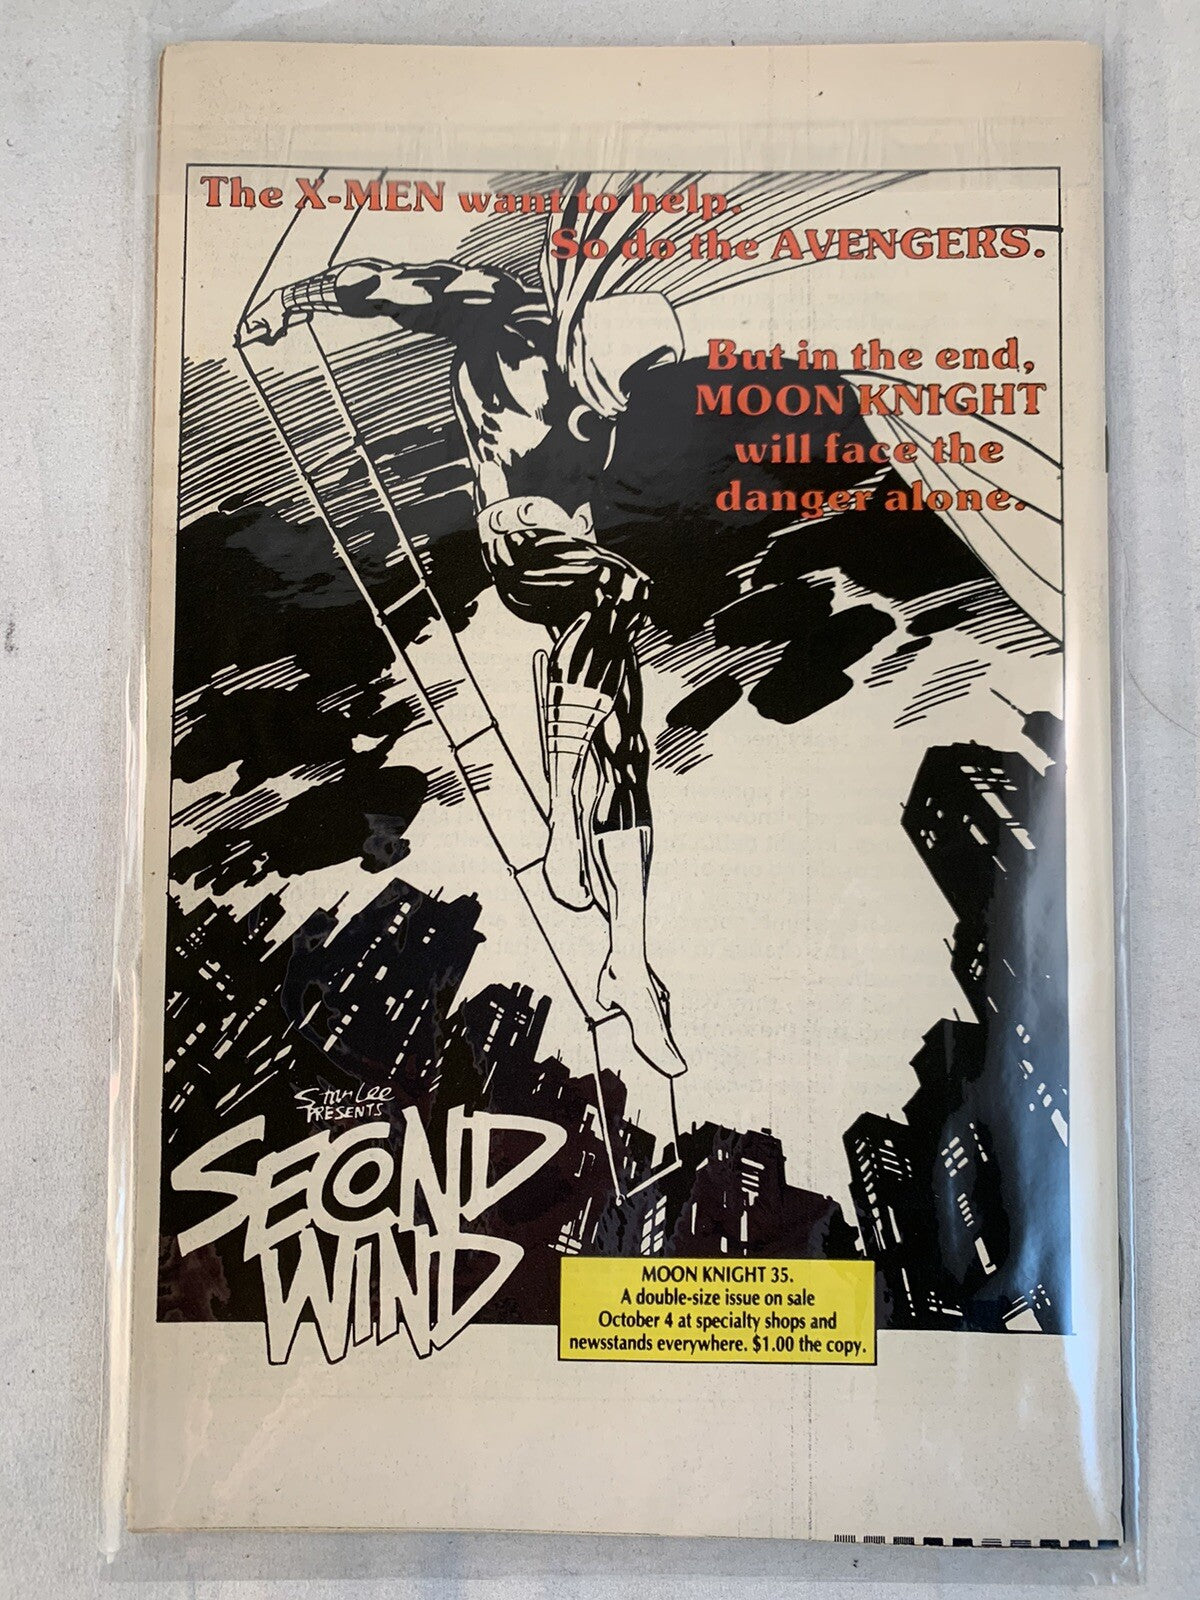 The X-MEN want to help.
So do the AVENGERS.
But in the end,
MOON KNIGHT
will face the
danger alone.
Stan Lee
PRESENTS
SECOND
WIND
MOON KNIGHT 35.
A double-size issue on sale
October 4 at specialty shops and
newsstands everywhere. $1.00 the copy.